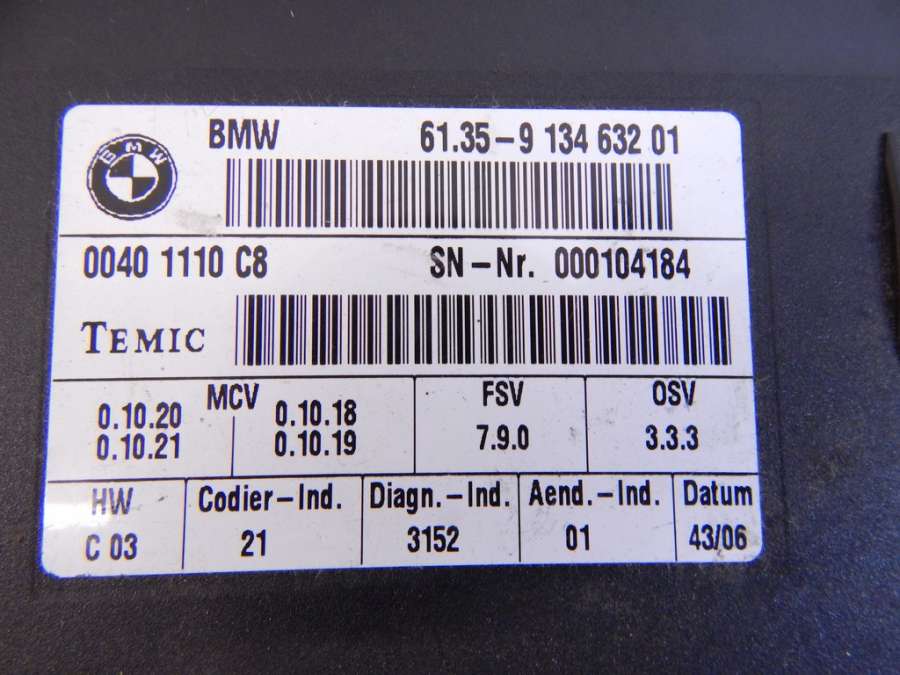 BMW
BMW 61.35-9 134 632 01
0040 1110 C8 SN-Nr. 000104184
TEMIC
MCV FSV OSV
0.10.20 0.10.18
0.10.21 0.10.19 7.9.0 3.3.3
HW Codier-Ind. Diagn.-Ind. Aend.-Ind. Datum
C 03 21 3152 01 43/06